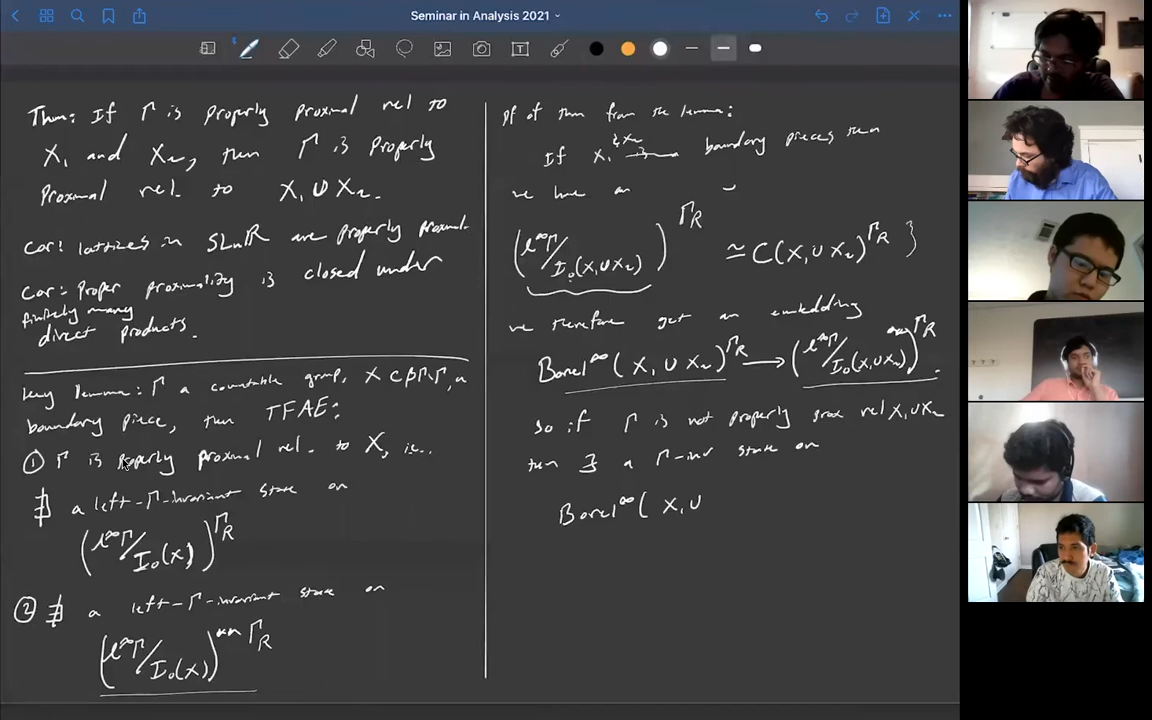 Seminar in Analysis 2021
Thm: If Γ is properly proximal rel to
X₁ and X₂, then Γ is properly
proximal rel. to X₁ ∪ X₂.
Cor: lattices in SLₙℝ are properly proximal.
Cor: Proper proximality is closed under
finitely many
direct products.
Key lemma: Γ a countable group, X ⊂ βΓ\Γ, a
boundary piece, then TFAE:
① Γ is properly proximal rel. to X, i.e..
∄ a left-Γ-invariant state on
(ℓ^∞Γ/I₀(X))^{Γ_R}
② ∄ a left-Γ-invariant state on
(ℓ^∞Γ/I₀(X))^{** Γ_R}
pf of thm from the lemma:
If X₁ & X₂ boundary pieces then
we have an
(ℓ^∞Γ/I₀(X₁∪X₂))^{Γ_R} ≃ C(X₁∪X₂)^{Γ_R} }
we therefore get an embedding
Borel^∞(X₁ ∪ X₂)^{Γ_R} → (ℓ^∞Γ/I₀(X₁∪X₂))^{** Γ_R}.
so if Γ is not properly prox rel X₁∪X₂
then ∃ a Γ-inv state on
Borel^∞( X₁ ∪